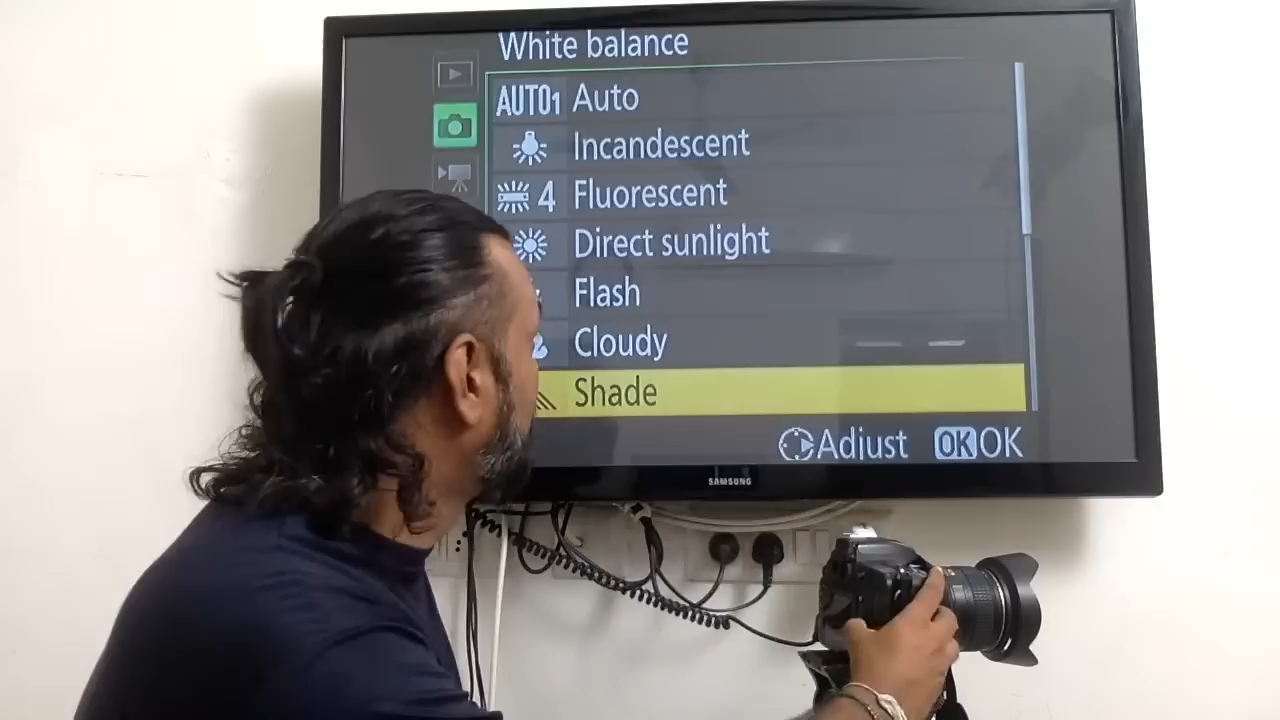 White balance
AUTO1 Auto
Incandescent
4 Fluorescent
Direct sunlight
Flash
Cloudy
Shade
Adjust OK OK
SAMSUNG